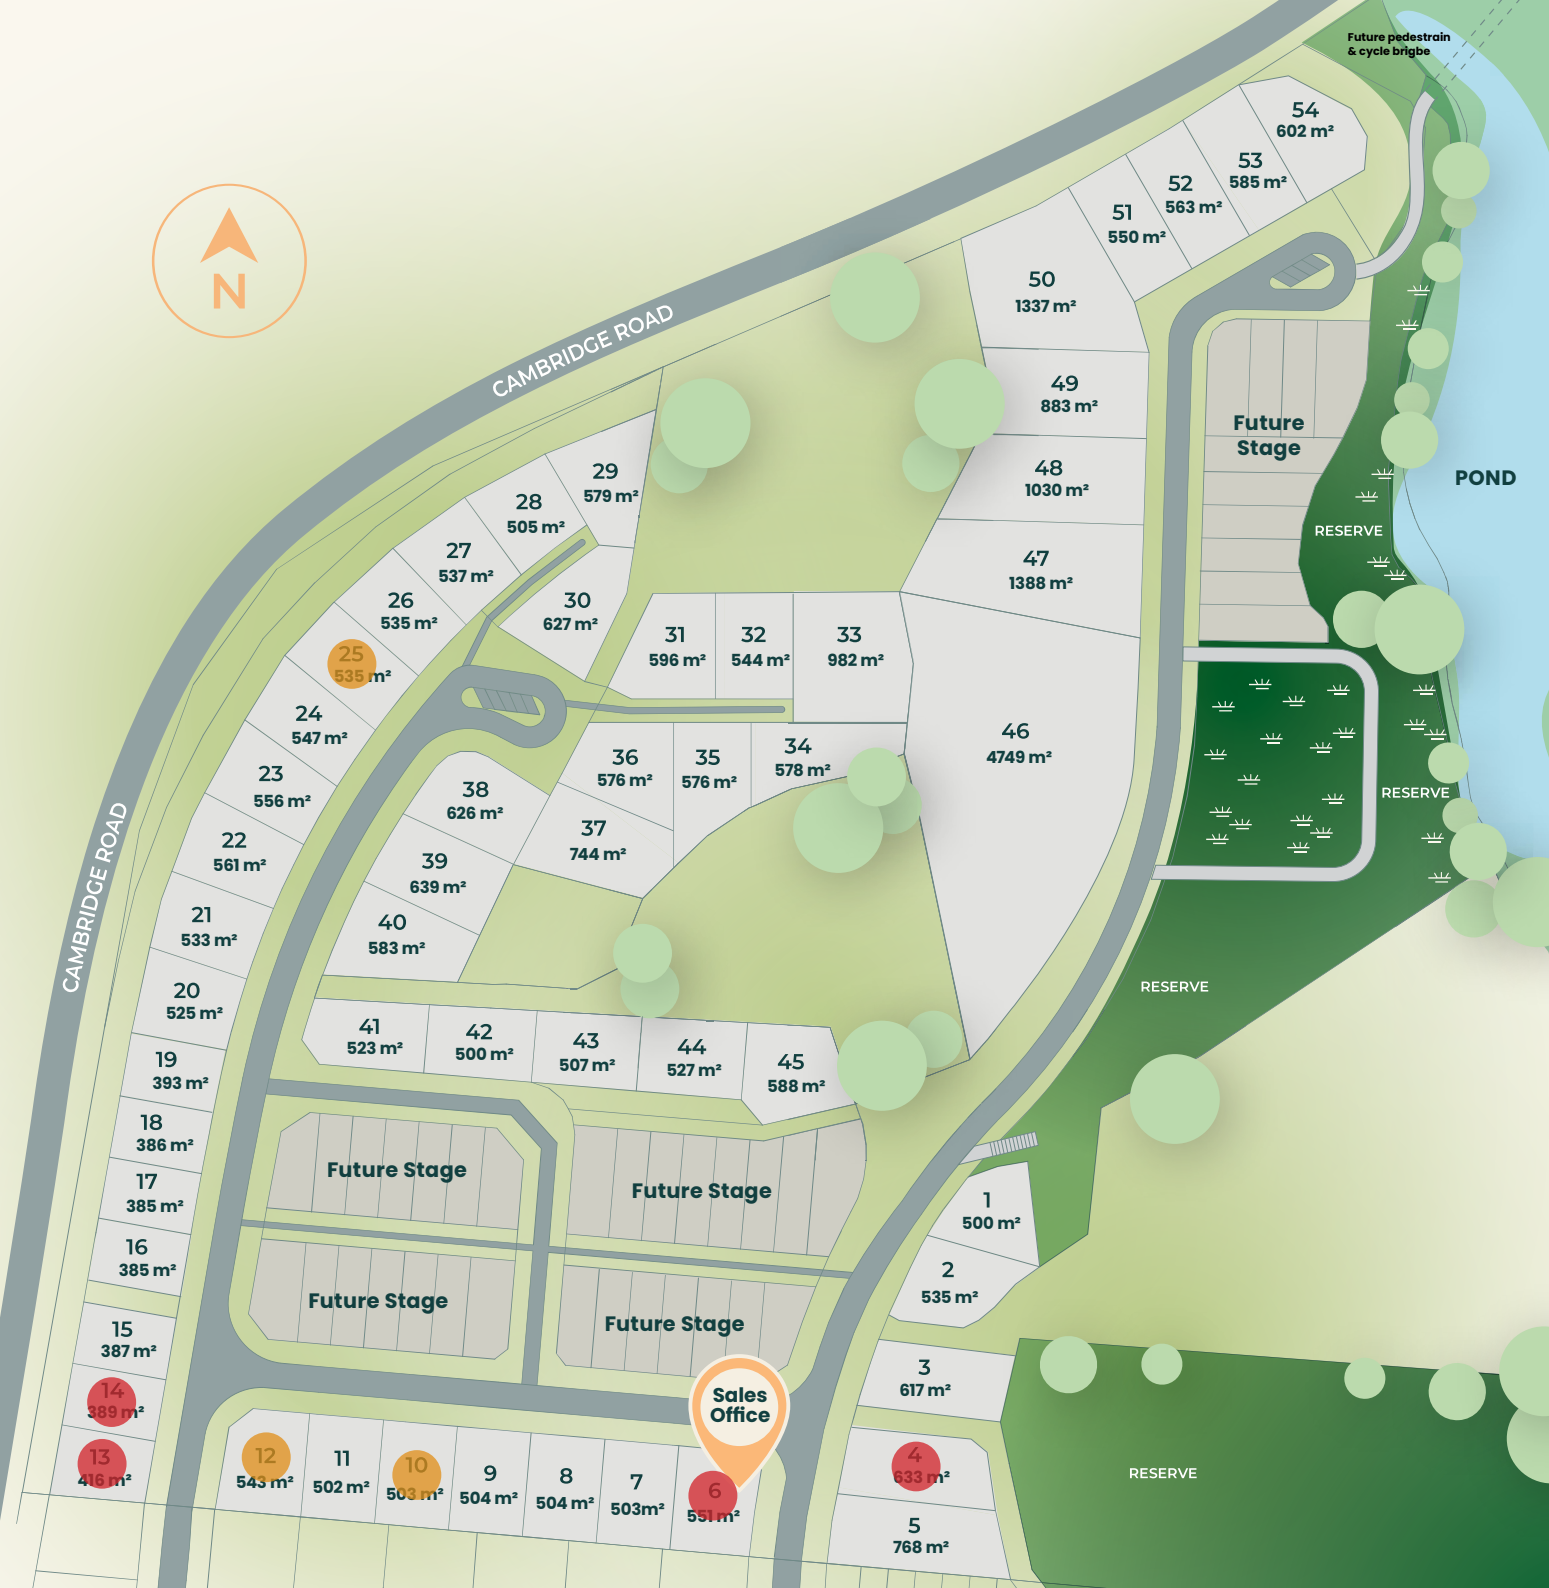 Future pedestrain
& cycle brigbe
54
602 m²
53
585 m²
52
563 m²
51
550 m²
50
1337 m²
N
CAMBRIDGE ROAD
49
883 m²
Future
Stage
48
1030 m²
POND
29
579 m²
28
505 m²
RESERVE
27
537 m²
47
1388 m²
26
535 m²
30
627 m²
31
596 m²
32
544 m²
33
982 m²
25
535 m²
24
547 m²
46
4749 m²
36
576 m²
35
576 m²
34
578 m²
23
556 m²
38
626 m²
RESERVE
37
744 m²
22
561 m²
CAMBRIDGE ROAD
39
639 m²
21
533 m²
40
583 m²
RESERVE
20
525 m²
41
523 m²
42
500 m²
43
507 m²
44
527 m²
45
588 m²
19
393 m²
18
386 m²
Future Stage
Future Stage
17
385 m²
1
500 m²
16
385 m²
2
535 m²
Future Stage
Future Stage
15
387 m²
3
617 m²
14
389 m²
Sales
Office
13
416 m²
12
543 m²
11
502 m²
10
503 m²
9
504 m²
8
504 m²
7
503m²
6
551 m²
4
633 m²
RESERVE
5
768 m²